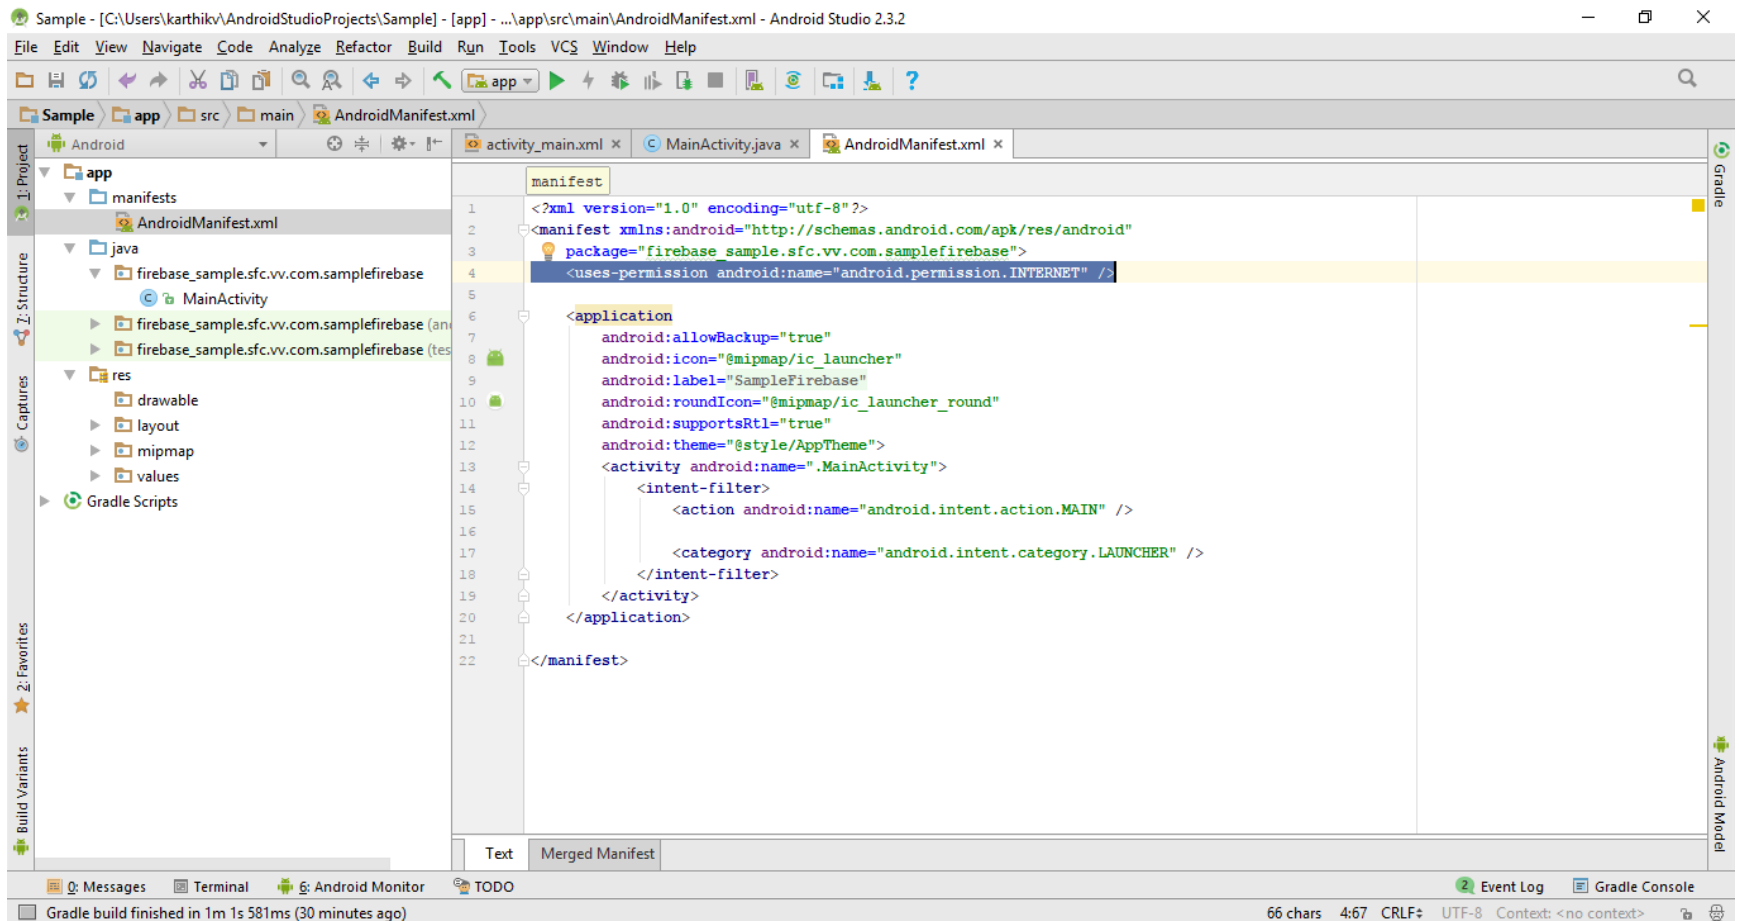 Sample - [C:\Users\karthikv\AndroidStudioProjects\Sample] - [app] - ...\app\src\main\AndroidManifest.xml - Android Studio 2.3.2
File Edit View Navigate Code Analyze Refactor Build Run Tools VCS Window Help
app
Sample app src main AndroidManifest.xml
Android
activity_main.xml MainActivity.java AndroidManifest.xml
1: Project
7: Structure
Captures
2: Favorites
Build Variants
app
manifests
AndroidManifest.xml
java
firebase_sample.sfc.vv.com.samplefirebase
MainActivity
firebase_sample.sfc.vv.com.samplefirebase (an
firebase_sample.sfc.vv.com.samplefirebase (tes
res
drawable
layout
mipmap
values
Gradle Scripts
manifest
1 <?xml version="1.0" encoding="utf-8"?>
2 <manifest xmlns:android="http://schemas.android.com/apk/res/android"
3 package="firebase_sample.sfc.vv.com.samplefirebase">
4 <uses-permission android:name="android.permission.INTERNET" />
5
6 <application
7 android:allowBackup="true"
8 android:icon="@mipmap/ic_launcher"
9 android:label="SampleFirebase"
10 android:roundIcon="@mipmap/ic_launcher_round"
11 android:supportsRtl="true"
12 android:theme="@style/AppTheme">
13 <activity android:name=".MainActivity">
14 <intent-filter>
15 <action android:name="android.intent.action.MAIN" />
16
17 <category android:name="android.intent.category.LAUNCHER" />
18 </intent-filter>
19 </activity>
20 </application>
21
22 </manifest>
Gradle
Android Model
Text Merged Manifest
0: Messages Terminal 6: Android Monitor TODO 2 Event Log Gradle Console
Gradle build finished in 1m 1s 581ms (30 minutes ago) 66 chars 4:67 CRLF UTF-8 Context: <no context>